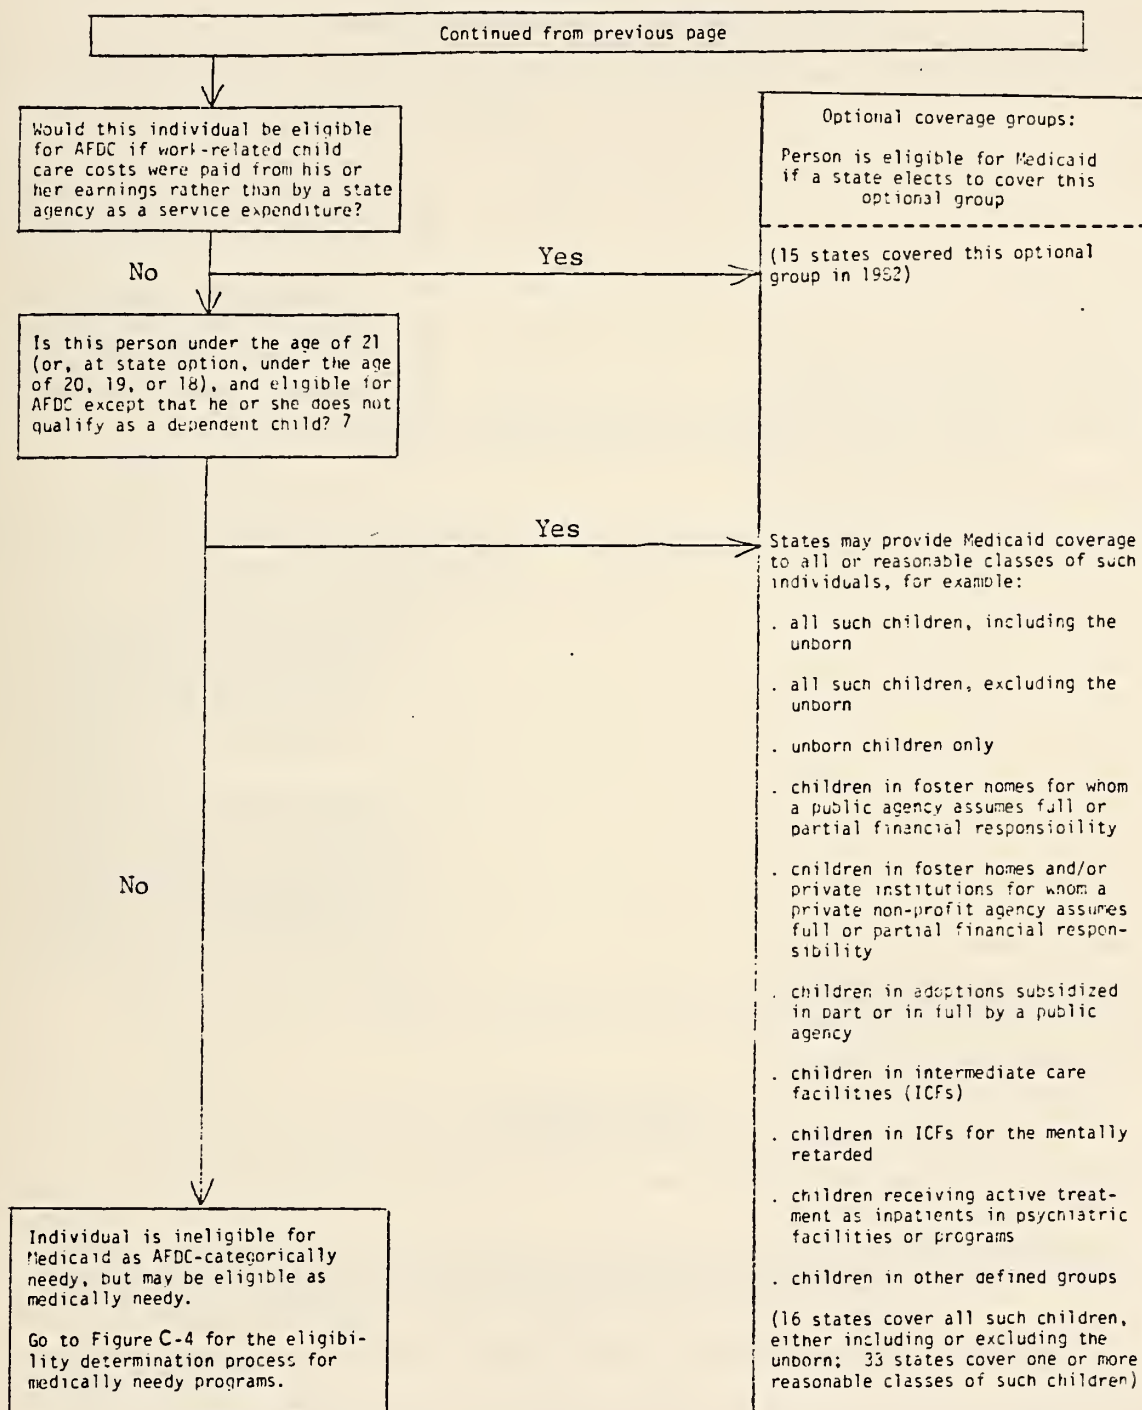 Continued from previous page
Would this individual be eligible
for AFDC if work-related child
care costs were paid from his or
her earnings rather than by a state
agency as a service expenditure?
Optional coverage groups:
Person is eligible for Medicaid
if a state elects to cover this
optional group
No
Yes
(15 states covered this optional
group in 1982)
Is this person under the age of 21
(or, at state option, under the age
of 20, 19, or 18), and eligible for
AFDC except that he or she does not
qualify as a dependent child? 7
Yes
States may provide Medicaid coverage
to all or reasonable classes of such
individuals, for example:
. all such children, including the
unborn
. all such children, excluding the
unborn
. unborn children only
. children in foster homes for whom
a public agency assumes full or
partial financial responsibility
. children in foster homes and/or
private institutions for whom a
private non-profit agency assumes
full or partial financial respon-
sibility
. children in adoptions subsidized
in part or in full by a public
agency
. children in intermediate care
facilities (ICFs)
. children in ICFs for the mentally
retarded
. children receiving active treat-
ment as inpatients in psychiatric
facilities or programs
. children in other defined groups
(16 states cover all such children,
either including or excluding the
unborn; 33 states cover one or more
reasonable classes of such children)
No
Individual is ineligible for
Medicaid as AFDC-categorically
needy, but may be eligible as
medically needy.
Go to Figure C-4 for the eligibi-
lity determination process for
medically needy programs.